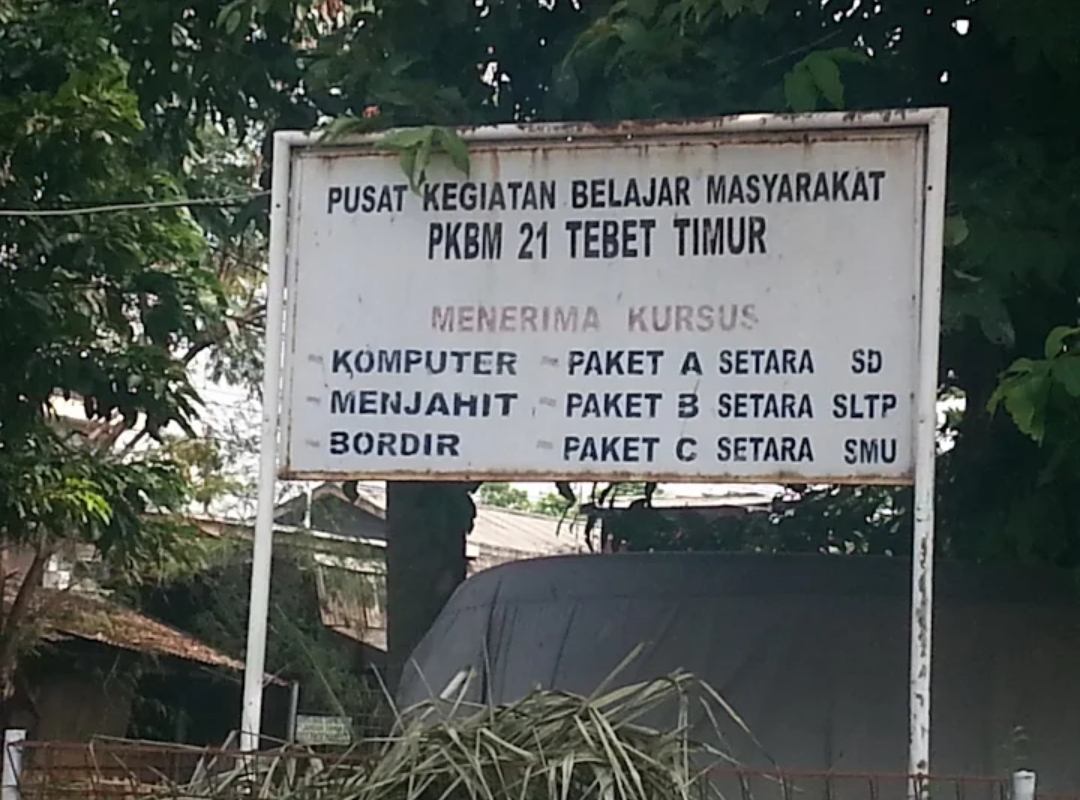 PUSAT KEGIATAN BELAJAR MASYARAKAT
PKBM 21 TEBET TIMUR
MENERIMA KURSUS
- KOMPUTER - PAKET A SETARA SD
- MENJAHIT - PAKET B SETARA SLTP
- BORDIR - PAKET C SETARA SMU